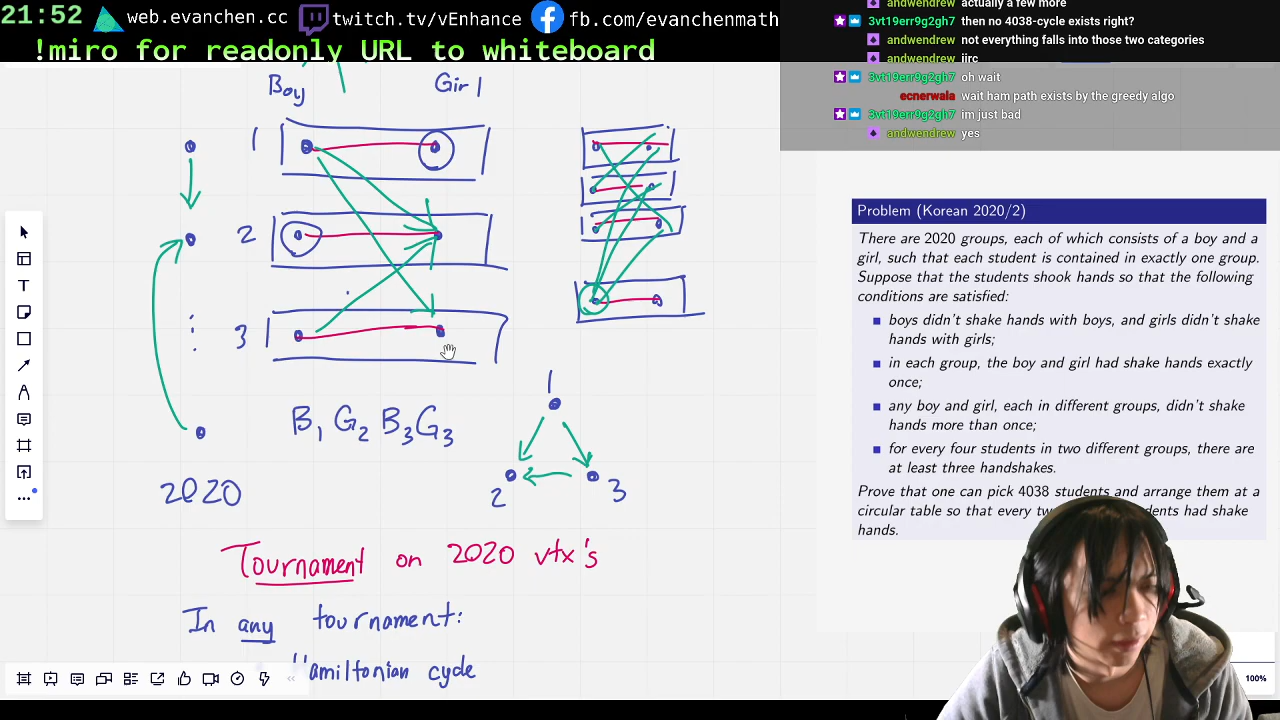 21:52 web.evanchen.cc twitch.tv/vEnhance fb.com/evanchenmath
!miro for readonly URL to whiteboard
actually a few more
3vt19err9g2gh7 then no 4038-cycle exists right?
andwendrew not everything falls into those two categories
andwendrew iirc
3vt19err9g2gh7 oh wait
ecnerwala wait ham path exists by the greedy algo
3vt19err9g2gh7 im just bad
andwendrew yes
Boy Girl
1
2
3
2020
B1 G2 B3 G3
1
2 3
Tournament on 2020 vtx's
In any tournament:
Hamiltonian cycle
Problem (Korean 2020/2)
There are 2020 groups, each of which consists of a boy and a
girl, such that each student is contained in exactly one group.
Suppose that the students shook hands so that the following
conditions are satisfied:
boys didn't shake hands with boys, and girls didn't shake
hands with girls;
in each group, the boy and girl had shake hands exactly
once;
any boy and girl, each in different groups, didn't shake
hands more than once;
for every four students in two different groups, there are
at least three handshakes.
Prove that one can pick 4038 students and arrange them at a
circular table so that every two students had shake
hands.
100%